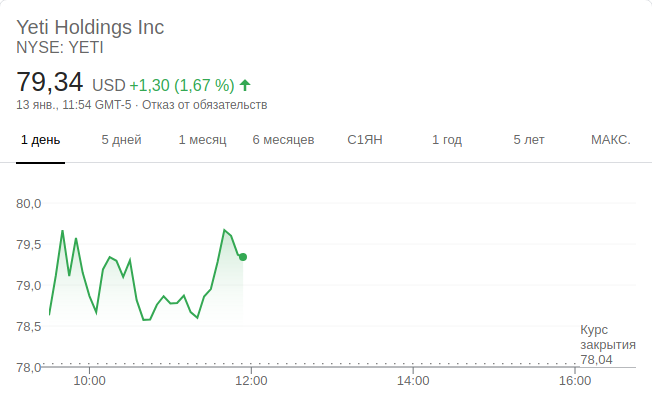 Yeti Holdings Inc
NYSE: YETI
79,34 USD +1,30 (1,67 %)
13 янв., 11:54 GMT-5 · Отказ от обязательств
1 день 5 дней 1 месяц 6 месяцев С1ЯН 1 год 5 лет МАКС.
80,0
79,5
79,0
78,5
78,0
Курс
закрытия
78,04
10:00 12:00 14:00 16:00